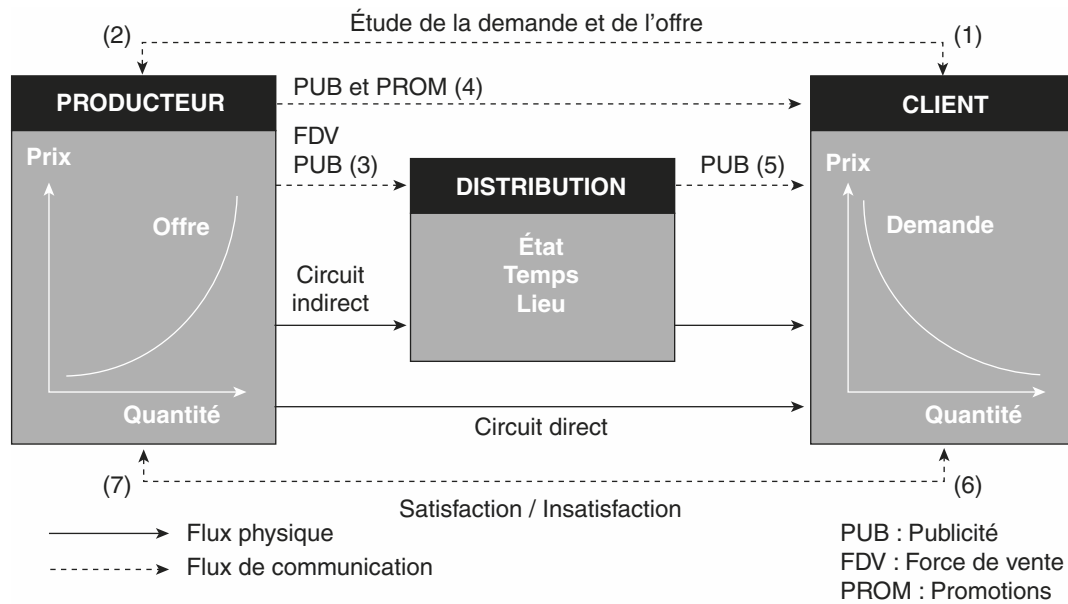 Étude de la demande et de l’offre
(2)
(1)
PRODUCTEUR
PUB et PROM (4)
CLIENT
FDV
PUB (3)
PUB (5)
Prix
Offre
Quantité
DISTRIBUTION
État
Temps
Lieu
Prix
Demande
Quantité
Circuit
indirect
Circuit direct
(7)
(6)
Satisfaction / Insatisfaction
Flux physique
Flux de communication
PUB : Publicité
FDV : Force de vente
PROM : Promotions